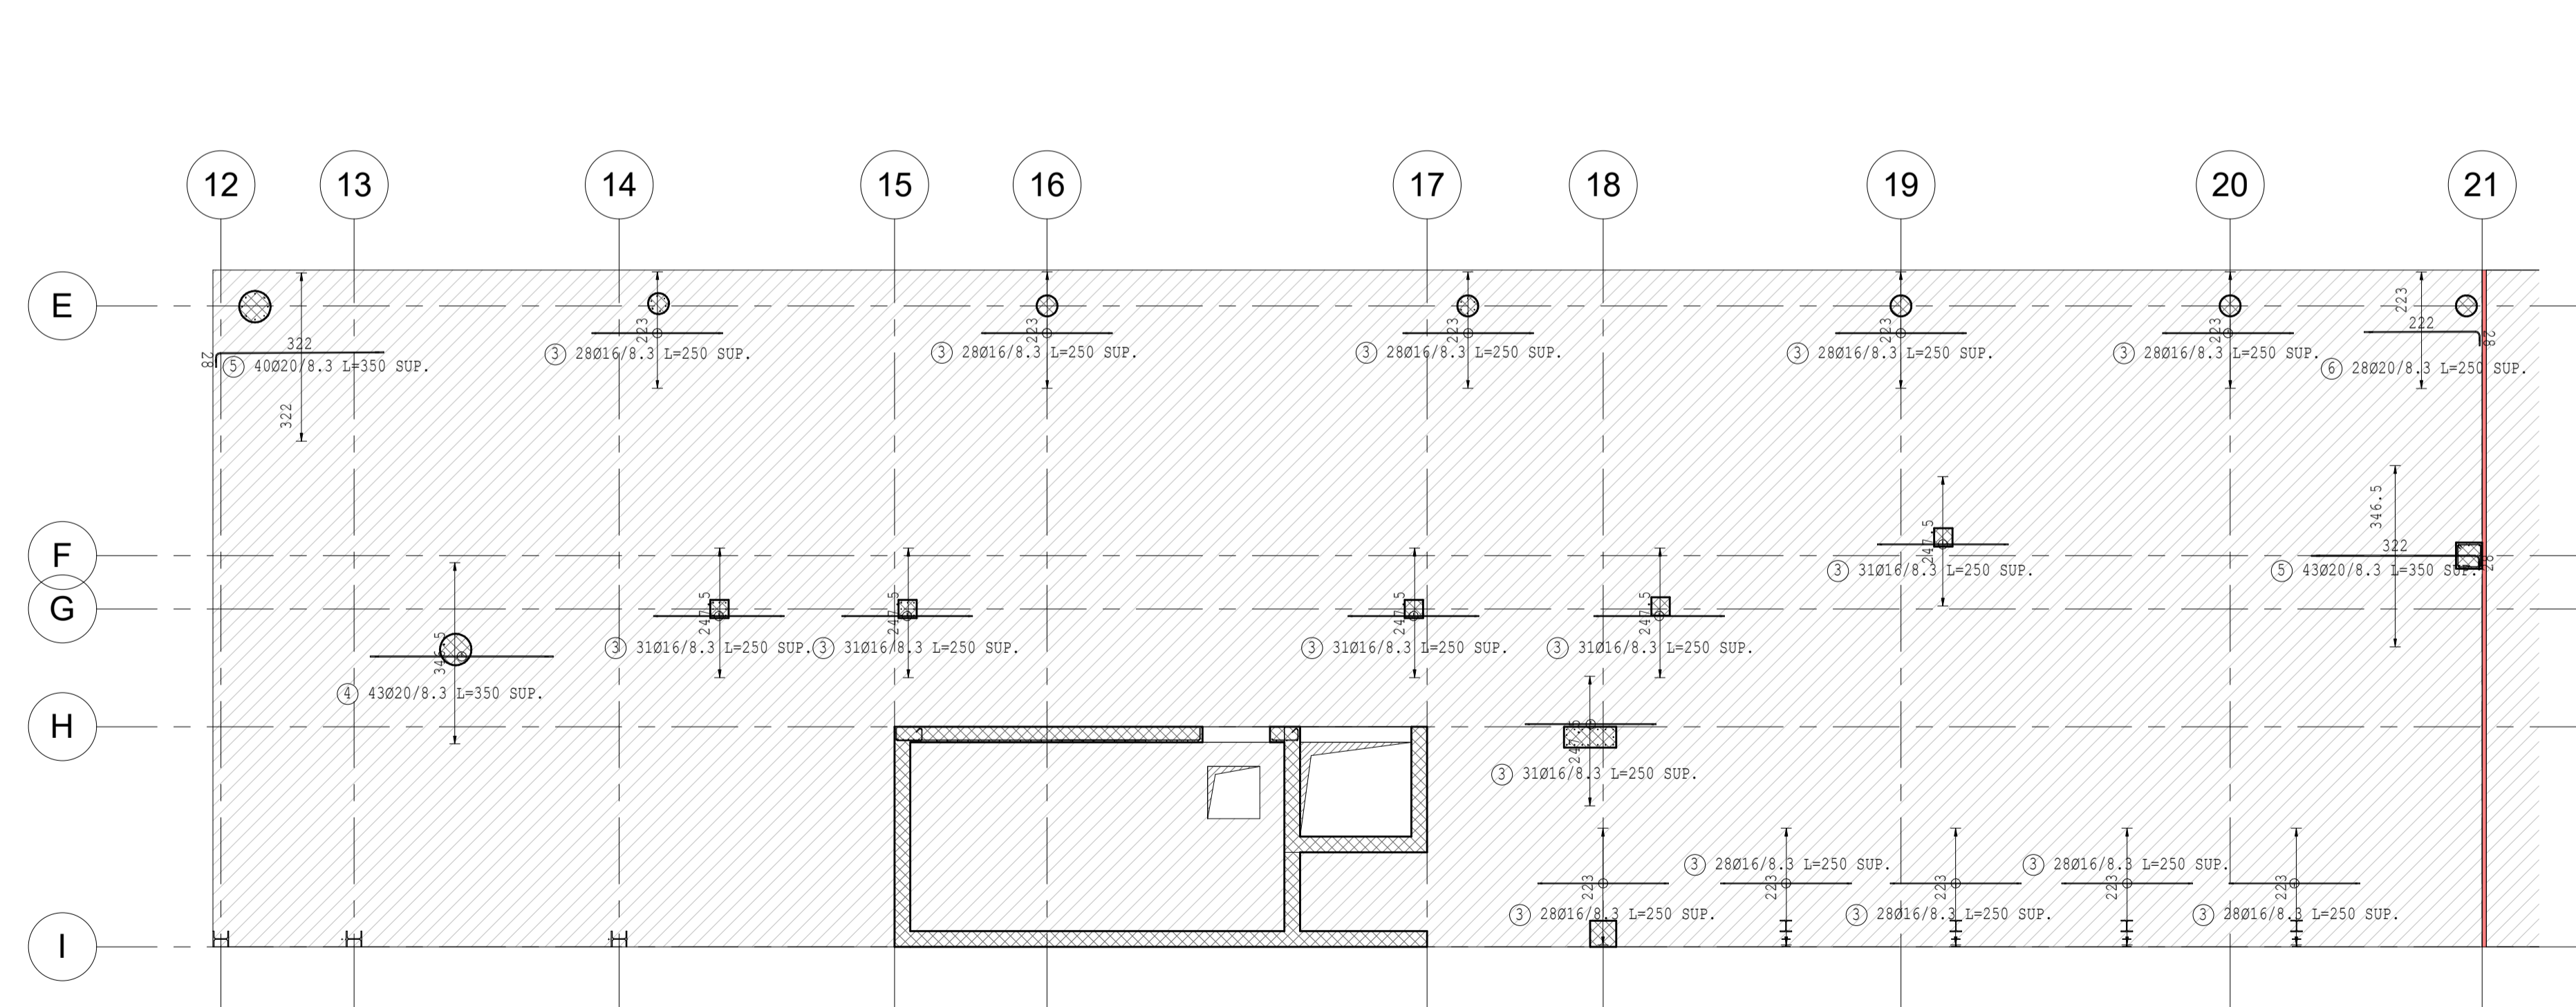 12 13 14 15 16 17 18 19 20 21
E
223 223 223 223 223 223
322 222
28 28
3 28Ø16/8.3 L=250 SUP. 3 28Ø16/8.3 L=250 SUP. 3 28Ø16/8.3 L=250 SUP. 3 28Ø16/8.3 L=250 SUP. 3 28Ø16/8.3 L=250 SUP.
5 40Ø20/8.3 L=350 SUP. 6 28Ø20/8.3 L=250 SUP.
322
346.5
247.5
F
322
28
3 31Ø16/8.3 L=250 SUP. 5 43Ø20/8.3 L=350 SUP.
G
247.5 247.5 247.5 247.5
346.5
3 31Ø16/8.3 L=250 SUP. 3 31Ø16/8.3 L=250 SUP. 3 31Ø16/8.3 L=250 SUP. 3 31Ø16/8.3 L=250 SUP.
4 43Ø20/8.3 L=350 SUP.
H
247.5
3 31Ø16/8.3 L=250 SUP.
3 28Ø16/8.3 L=250 SUP. 3 28Ø16/8.3 L=250 SUP.
223 223 223 223 223
3 28Ø16/8.3 L=250 SUP. 3 28Ø16/8.3 L=250 SUP. 3 28Ø16/8.3 L=250 SUP.
I